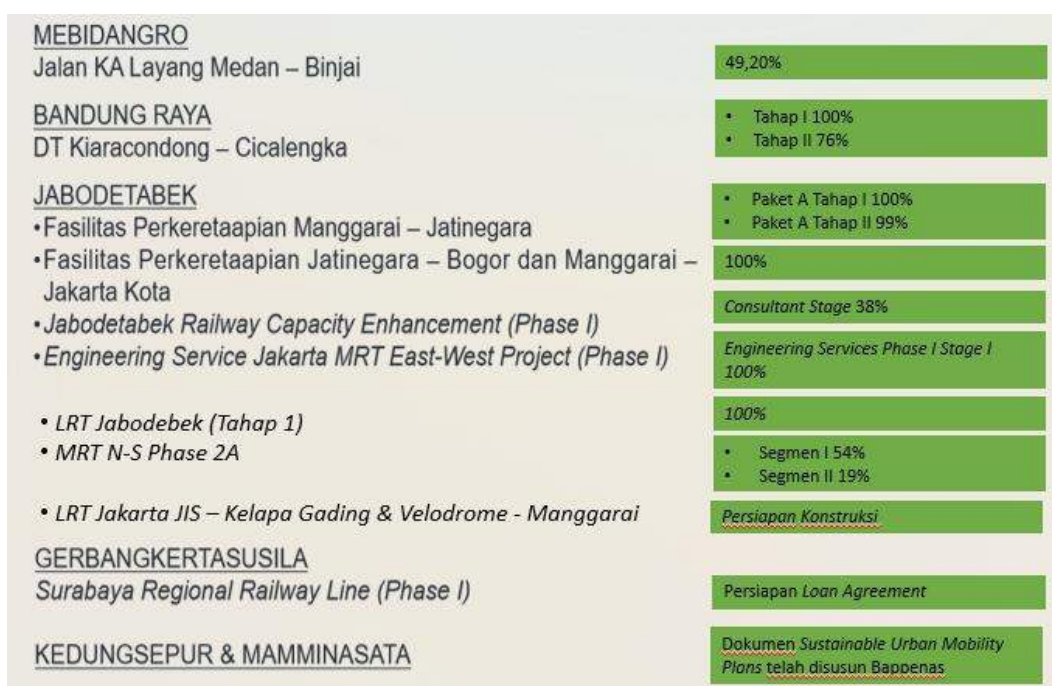 MEBIDANGRO
Jalan KA Layang Medan – Binjai
49,20%
BANDUNG RAYA
DT Kiaracondong – Cicalengka
• Tahap I 100%
• Tahap II 76%
JABODETABEK
•Fasilitas Perkeretaapian Manggarai – Jatinegara
• Paket A Tahap I 100%
• Paket A Tahap II 99%
•Fasilitas Perkeretaapian Jatinegara – Bogor dan Manggarai –
Jakarta Kota
100%
•Jabodetabek Railway Capacity Enhancement (Phase I)
Consultant Stage 38%
•Engineering Service Jakarta MRT East-West Project (Phase I)
Engineering Services Phase I Stage I
100%
• LRT Jabodebek (Tahap 1)
100%
• MRT N-S Phase 2A
• Segmen I 54%
• Segmen II 19%
• LRT Jakarta JIS – Kelapa Gading & Velodrome - Manggarai
Persiapan Konstruksi
GERBANGKERTASUSILA
Surabaya Regional Railway Line (Phase I)
Persiapan Loan Agreement
KEDUNGSEPUR & MAMMINASATA
Dokumen Sustainable Urban Mobility
Plans telah disusun Bappenas